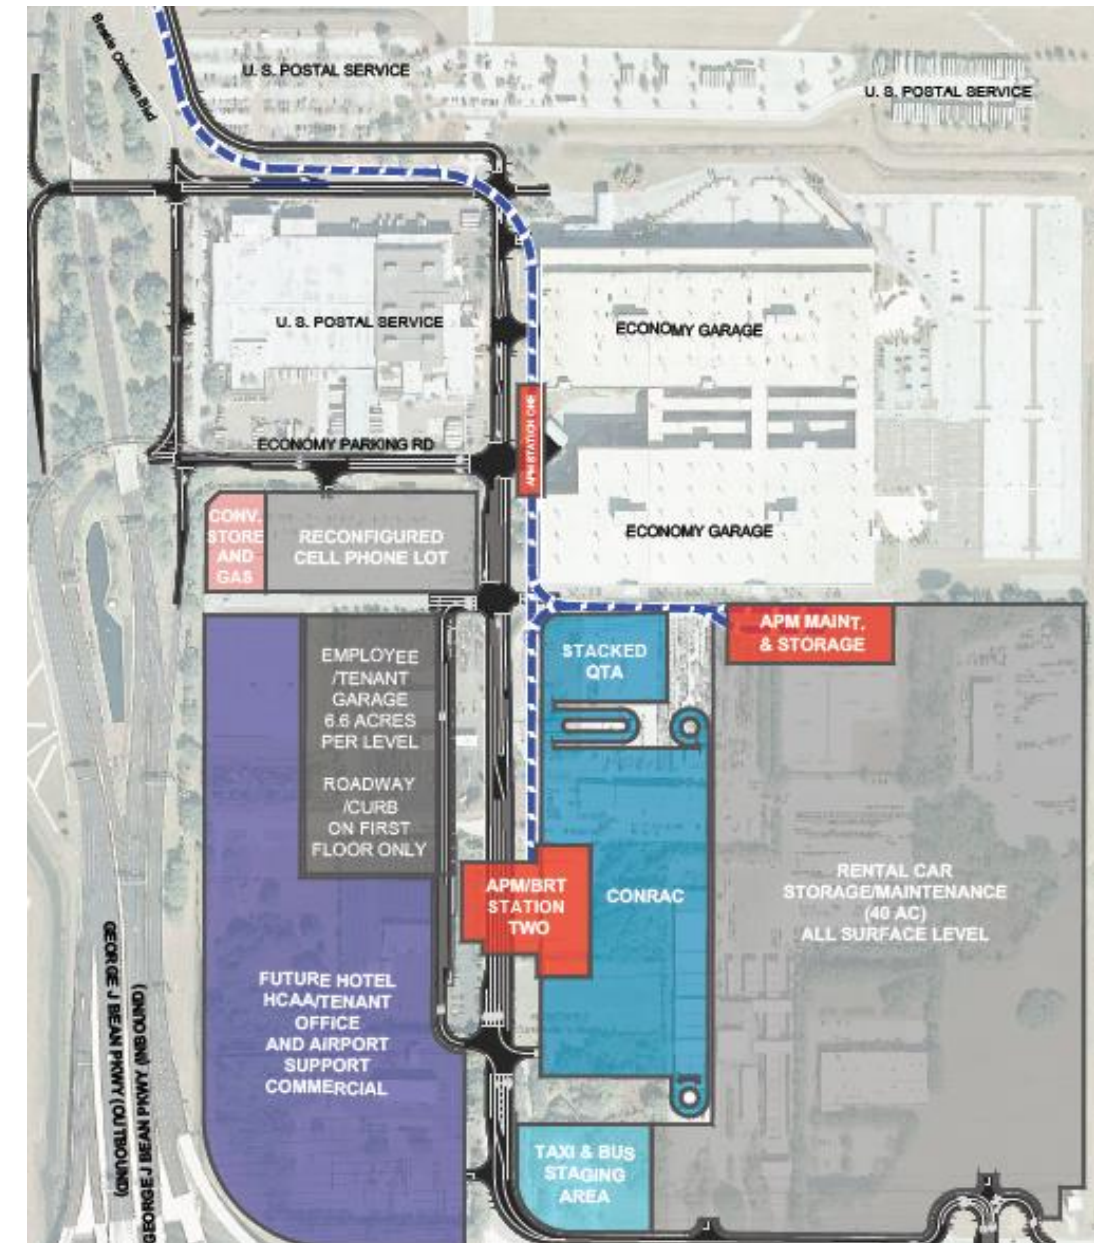 Beside Coleman Blvd
U. S. POSTAL SERVICE
U. S. POSTAL SERVICE
U. S. POSTAL SERVICE
ECONOMY GARAGE
APM STATION ONE
ECONOMY PARKING RD
CONV.
STORE
AND
GAS
RECONFIGURED
CELL PHONE LOT
ECONOMY GARAGE
EMPLOYEE
/TENANT
GARAGE
6.6 ACRES
PER LEVEL
ROADWAY
/CURB
ON FIRST
FLOOR ONLY
STACKED
QTA
APM MAINT.
& STORAGE
APM/BRT
STATION
TWO
CONRAC
RENTAL CAR
STORAGE/MAINTENANCE
(40 AC)
ALL SURFACE LEVEL
FUTURE HOTEL
HCAA/TENANT
OFFICE
AND AIRPORT
SUPPORT
COMMERCIAL
GEORGE J BEAN PKWY (OUTBOUND)
GEORGE J BEAN PKWY (INBOUND)
TAXI & BUS
STAGING
AREA